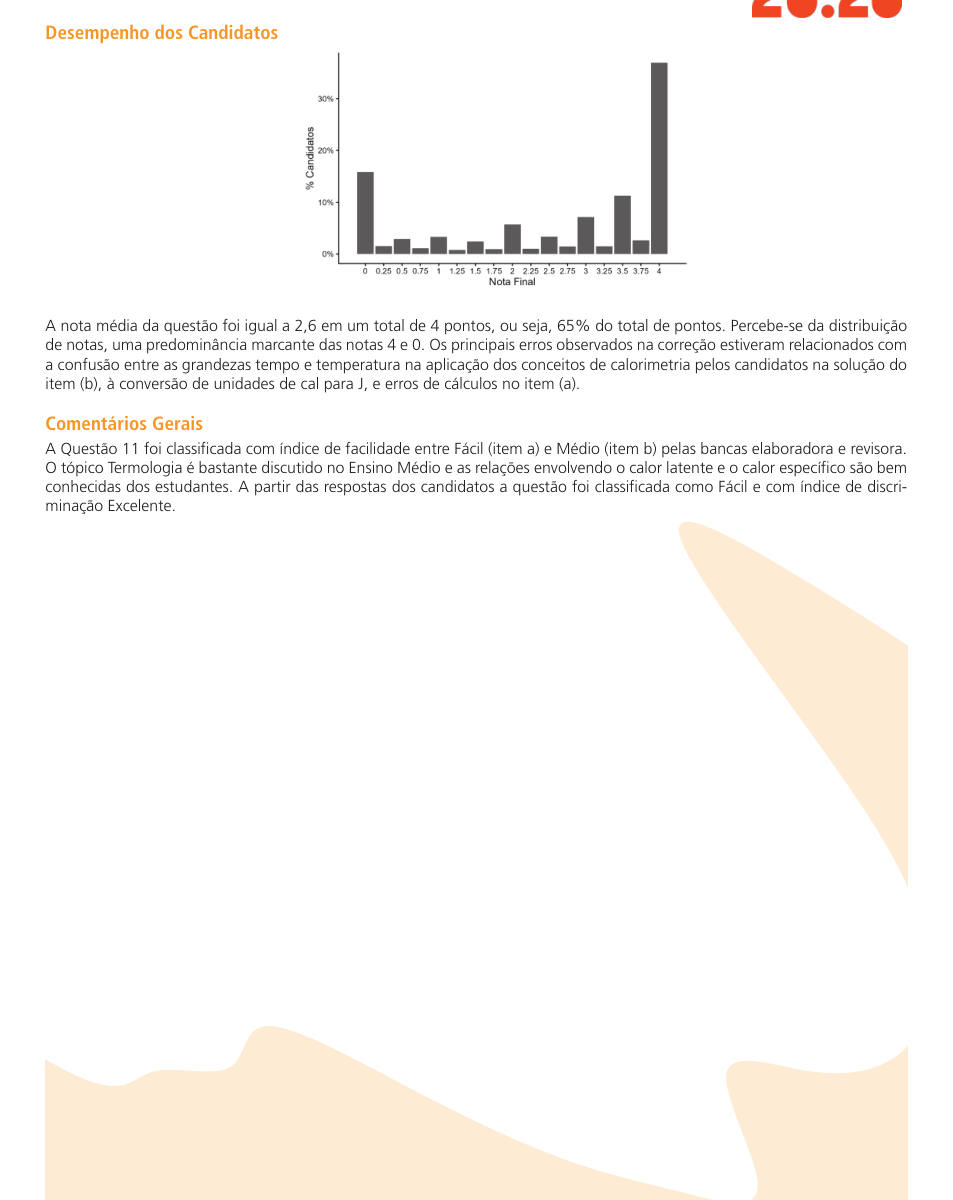 Desempenho dos Candidatos
% Candidatos
30%
20%
10%
0%
0 0.25 0.5 0.75 1 1.25 1.5 1.75 2 2.25 2.5 2.75 3 3.25 3.5 3.75 4
Nota Final
A nota média da questão foi igual a 2,6 em um total de 4 pontos, ou seja, 65% do total de pontos. Percebe-se da distribuição
de notas, uma predominância marcante das notas 4 e 0. Os principais erros observados na correção estiveram relacionados com
a confusão entre as grandezas tempo e temperatura na aplicação dos conceitos de calorimetria pelos candidatos na solução do
item (b), à conversão de unidades de cal para J, e erros de cálculos no item (a).
Comentários Gerais
A Questão 11 foi classificada com índice de facilidade entre Fácil (item a) e Médio (item b) pelas bancas elaboradora e revisora.
O tópico Termologia é bastante discutido no Ensino Médio e as relações envolvendo o calor latente e o calor específico são bem
conhecidas dos estudantes. A partir das respostas dos candidatos a questão foi classificada como Fácil e com índice de discri-
minação Excelente.